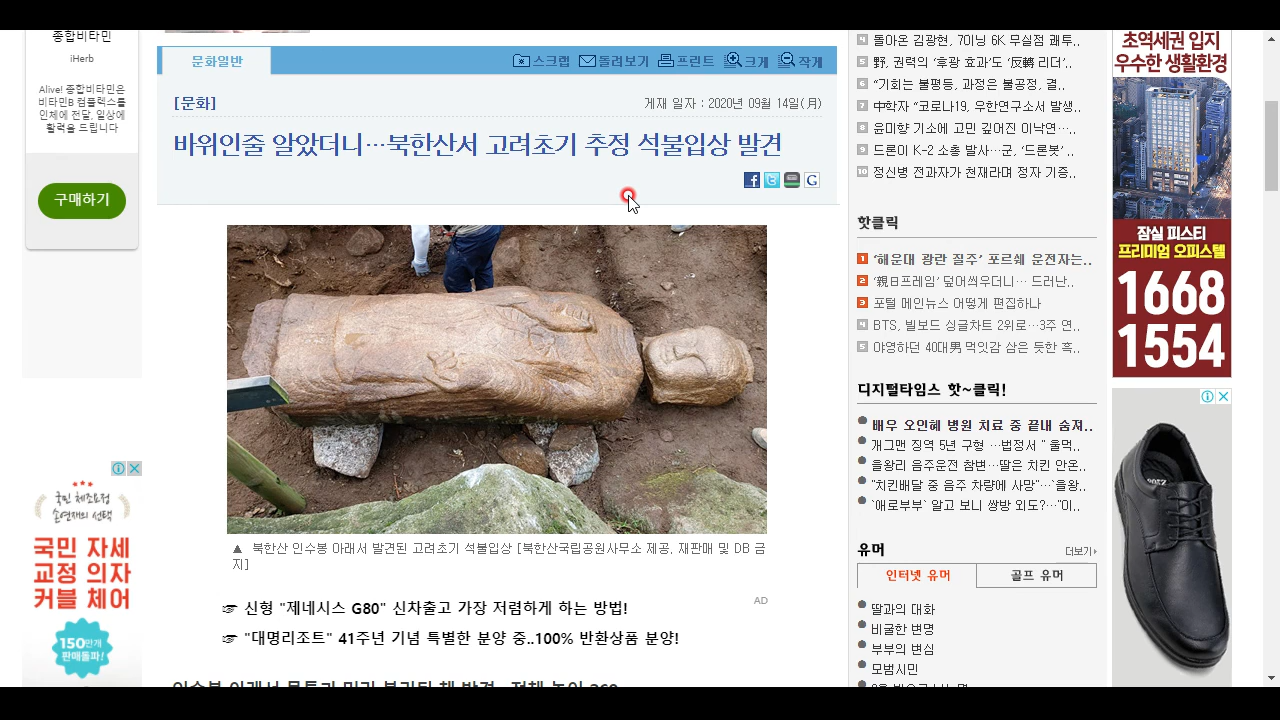 종합비타민
iHerb
Alive! 종합비타민은
비타민B 컴플렉스를
인체에 전달, 일상에
활력을 드립니다
구매하기
국민 체조요정
손연재의 선택
국민 자세
교정 의자
커블 체어
150만개
판매돌파!
문화일반
스크랩 돌려보기 프린트 크게 작게
[문화]
게재 일자 : 2020년 09월 14일(月)
바위인줄 알았더니…북한산서 고려초기 추정 석불입상 발견
▲ 북한산 인수봉 아래서 발견된 고려초기 석불입상 [북한산국립공원사무소 제공. 재판매 및 DB 금
지]
AD
☞ 신형 "제네시스 G80" 신차출고 가장 저렴하게 하는 방법!
☞ "대명리조트" 41주년 기념 특별한 분양 중..100% 반환상품 분양!
4 돌아온 김광현, 7이닝 6K 무실점 쾌투..
5 野, 권력의 '후광 효과'도 '反轉 리더'..
6 "기회는 불평등, 과정은 불공정, 결..
7 中학자 "코로나19, 우한연구소서 발생..
8 윤미향 기소에 고민 깊어진 이낙연…..
9 드론이 K-2 소총 발사…군, '드론봇' ..
10 정신병 전과자가 천재라며 정자 기증..
핫클릭
1 '해운대 광란 질주' 포르쉐 운전자는..
2 '親日프레임' 덮어씌우더니… 드러난..
3 포털 메인뉴스 어떻게 편집하나
4 BTS, 빌보드 싱글차트 2위로…3주 연..
5 야영하던 40대男 먹잇감 삼은 듯한 흑..
디지털타임스 핫~클릭!
배우 오인혜 병원 치료 중 끝내 숨져..
개그맨 징역 5년 구형 …법정서 " 울먹..
을왕리 음주운전 참변…딸은 치킨 안온..
"치킨배달 중 음주 차량에 사망"…'을왕..
'애로부부' 알고 보니 쌍방 외도?…"이..
유머
더보기
인터넷 유머
골프 유머
딸과의 대화
비굴한 변명
부부의 변심
모범시민
초역세권 입지
우수한 생활환경
잠실 피스티
프리미엄 오피스텔
1668
1554